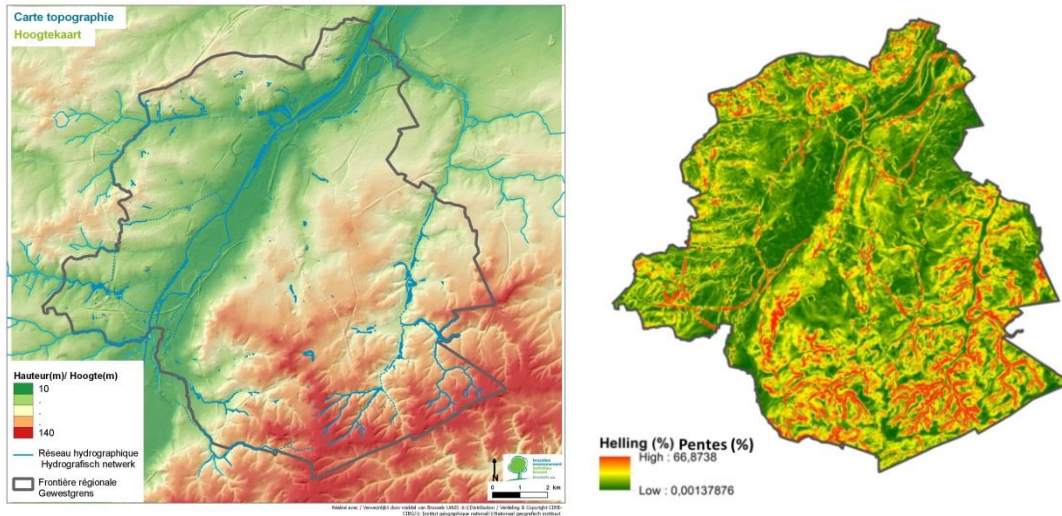 Carte topographie
Hoogtekaart
Hauteur(m)/ Hoogte(m)
10
.
.
140
Réseau hydrographique
Hydrografisch netwerk
Frontière régionale
Gewestgrens
N
0 1 2 km
Helling (%) Pentes (%)
High : 66,8738
Low : 0,00137876